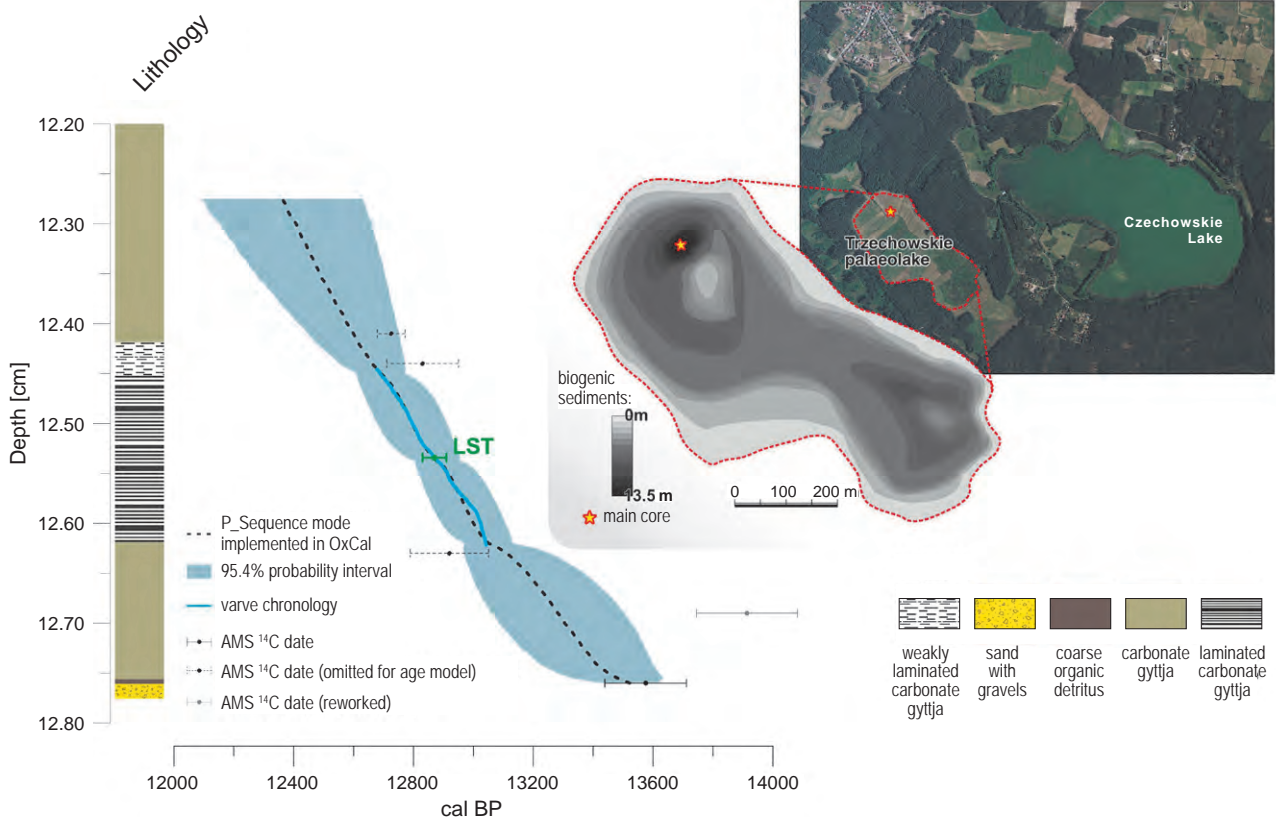 Lithology
12.20
12.30
12.40
12.50
12.60
12.70
12.80
Depth [cm]
LST
P_Sequence mode
implemented in OxCal
95.4% probability interval
varve chronology
AMS ¹⁴C date
AMS ¹⁴C date (omitted for age model)
AMS ¹⁴C date (reworked)
12000
12400
12800
13200
13600
14000
cal BP
biogenic
sediments:
0m
13.5 m
main core
0 100 200 m
Trzechowskie
palaeolake
Czechowskie
Lake
weakly
laminated
carbonate
gyttja
sand
with
gravels
coarse
organic
detritus
carbonate
gyttja
laminated
carbonate
gyttja